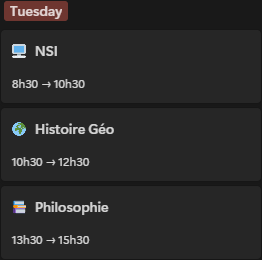 Tuesday
NSI
8h30 → 10h30
Histoire Géo
10h30 → 12h30
Philosophie
13h30 → 15h30